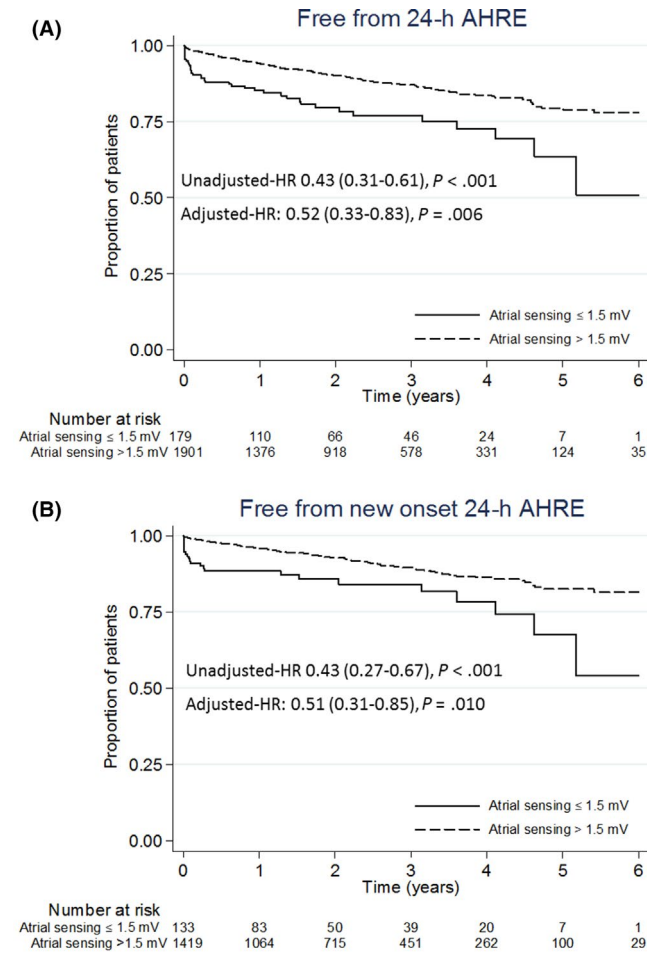 (A)
Free from 24-h AHRE
Proportion of patients
1.00
0.75
0.50
0.25
0.00
Unadjusted-HR 0.43 (0.31-0.61), P < .001
Adjusted-HR: 0.52 (0.33-0.83), P = .006
Atrial sensing ≤ 1.5 mV
Atrial sensing > 1.5 mV
0 1 2 3 4 5 6
Time (years)
Number at risk
Atrial sensing ≤ 1.5 mV 179 110 66 46 24 7 1
Atrial sensing >1.5 mV 1901 1376 918 578 331 124 35
(B)
Free from new onset 24-h AHRE
Proportion of patients
1.00
0.75
0.50
0.25
0.00
Unadjusted-HR 0.43 (0.27-0.67), P < .001
Adjusted-HR: 0.51 (0.31-0.85), P = .010
Atrial sensing ≤ 1.5 mV
Atrial sensing > 1.5 mV
0 1 2 3 4 5 6
Time (years)
Number at risk
Atrial sensing ≤ 1.5 mV 133 83 50 39 20 7 1
Atrial sensing >1.5 mV 1419 1064 715 451 262 100 29